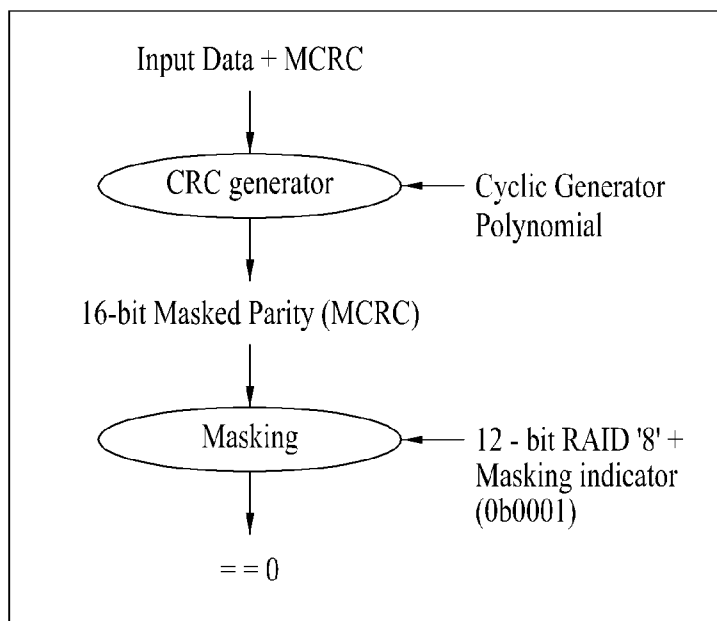 Input Data + MCRC
CRC generator
Cyclic Generator
Polynomial
16-bit Masked Parity (MCRC)
Masking
12 - bit RAID '8' +
Masking indicator
(0b0001)
= = 0